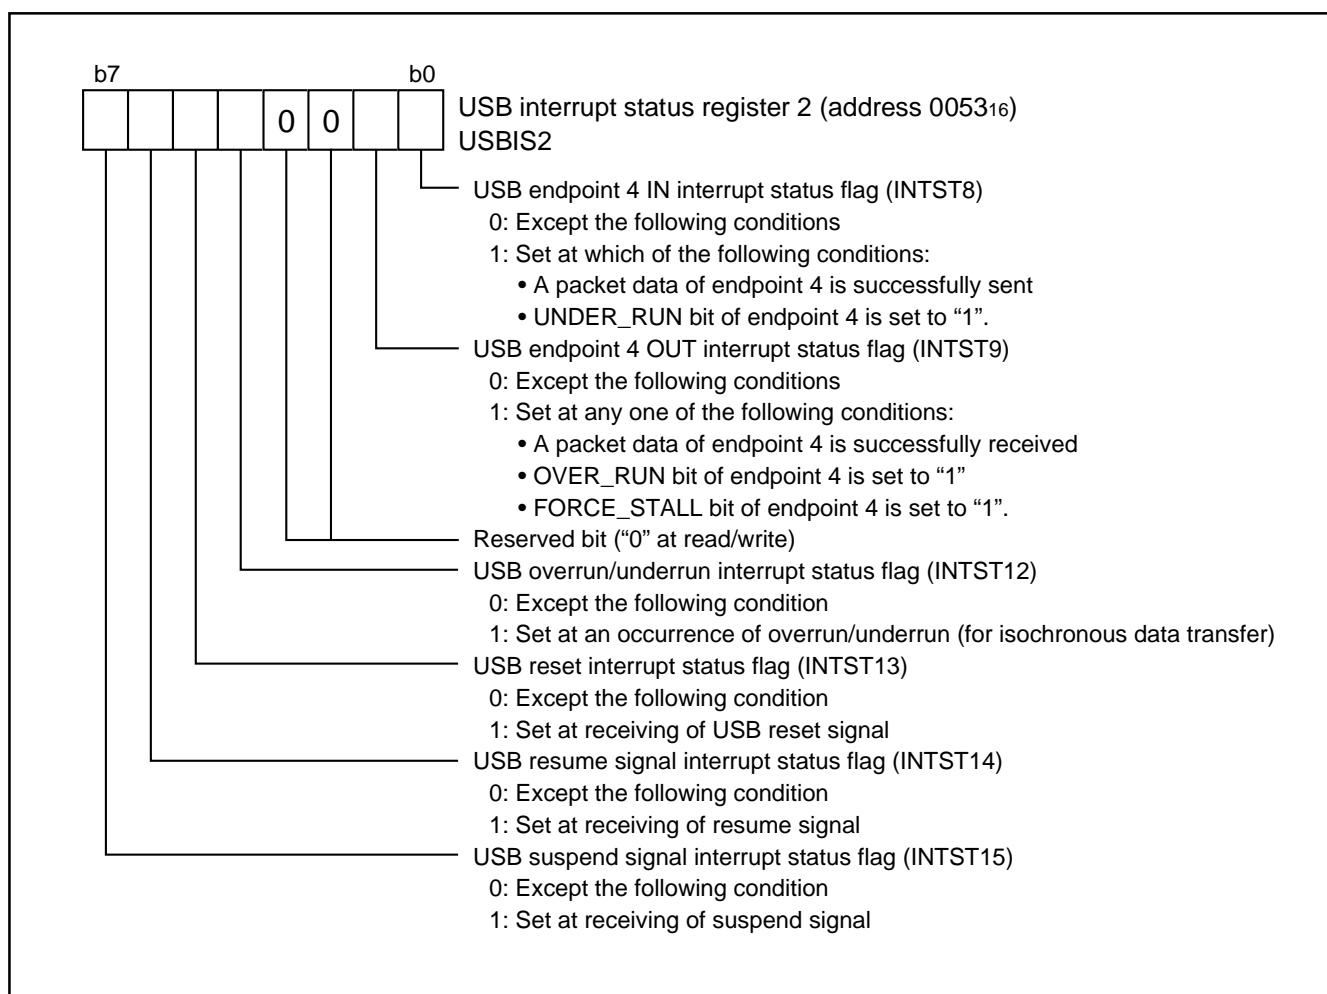 b7 b0
0 0
USB interrupt status register 2 (address 005316)
USBIS2
USB endpoint 4 IN interrupt status flag (INTST8)
0: Except the following conditions
1: Set at which of the following conditions:
• A packet data of endpoint 4 is successfully sent
• UNDER_RUN bit of endpoint 4 is set to “1”.
USB endpoint 4 OUT interrupt status flag (INTST9)
0: Except the following conditions
1: Set at any one of the following conditions:
• A packet data of endpoint 4 is successfully received
• OVER_RUN bit of endpoint 4 is set to “1”
• FORCE_STALL bit of endpoint 4 is set to “1”.
Reserved bit (“0” at read/write)
USB overrun/underrun interrupt status flag (INTST12)
0: Except the following condition
1: Set at an occurrence of overrun/underrun (for isochronous data transfer)
USB reset interrupt status flag (INTST13)
0: Except the following condition
1: Set at receiving of USB reset signal
USB resume signal interrupt status flag (INTST14)
0: Except the following condition
1: Set at receiving of resume signal
USB suspend signal interrupt status flag (INTST15)
0: Except the following condition
1: Set at receiving of suspend signal